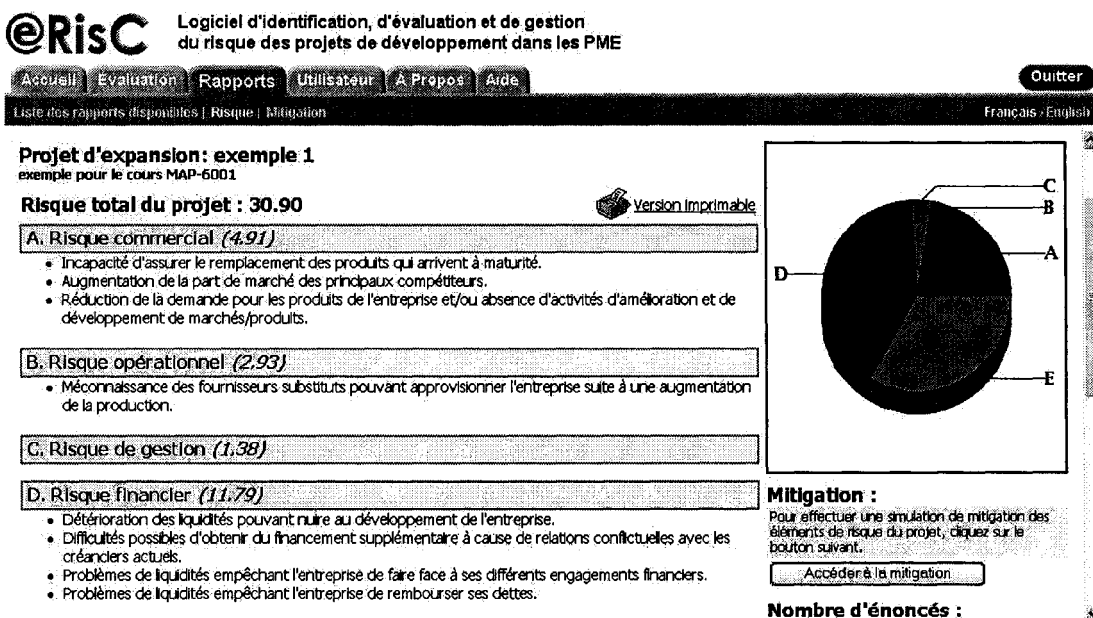 @RisC
Logiciel d'identification, d'évaluation et de gestion
du risque des projets de développement dans les PME
Accueil Evaluation Rapports Utilisateur A Propos Aide
Quitter
Liste des rapports disponibles | Risque | Mitigation
Français - English
Projet d'expansion: exemple 1
exemple pour le cours MAP-6001
Risque total du projet : 30.90
Version Imprimable
A. Risque commercial (4.91)
• Incapacité d'assurer le remplacement des produits qui arrivent à maturité.
• Augmentation de la part de marché des principaux compétiteurs.
• Réduction de la demande pour les produits de l'entreprise et/ou absence d'activités d'amélioration et de
développement de marchés/produits.
B. Risque opérationnel (2.93)
• Méconnaissance des fournisseurs substituts pouvant approvisionner l'entreprise suite à une augmentation
de la production.
C. Risque de gestion (1.38)
D. Risque financier (11.79)
• Détérioration des liquidités pouvant nuire au développement de l'entreprise.
• Difficultés possibles d'obtenir du financement supplémentaire à cause de relations conflictuelles avec les
créanciers actuels.
• Problèmes de liquidités empêchant l'entreprise de faire face à ses différents engagements financiers.
• Problèmes de liquidités empêchant l'entreprise de rembourser ses dettes.
C
B
A
D
E
Mitigation :
Pour effectuer une simulation de mitigation des
éléments de risque du projet, cliquez sur le
bouton suivant.
Accéder à la mitigation
Nombre d'énoncés :